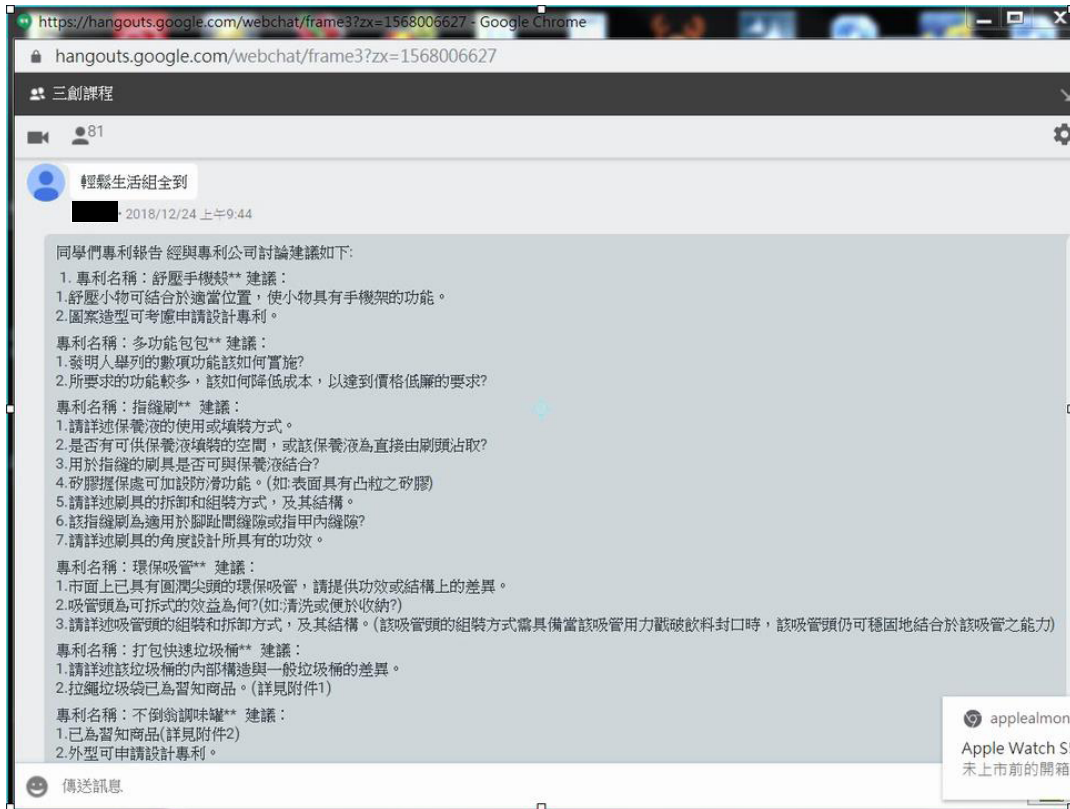 https://hangouts.google.com/webchat/frame3?zx=1568006627 - Google Chrome
hangouts.google.com/webchat/frame3?zx=1568006627
三創課程
81
輕鬆生活組全到
• 2018/12/24 上午9:44
同學們專利報告 經與專利公司討論建議如下:
1. 專利名稱：舒壓手機殼** 建議：
1.舒壓小物可結合於適當位置，使小物具有手機架的功能。
2.圖案造型可考慮申請設計專利。
專利名稱：多功能包包** 建議：
1.發明人舉列的數項功能該如何實施?
2.所要求的功能較多，該如何降低成本，以達到價格低廉的要求?
專利名稱：指縫刷** 建議：
1.請詳述保養液的使用或填裝方式。
2.是否有可供保養液填裝的空間，或該保養液為直接由刷頭沾取?
3.用於指縫的刷具是否可與保養液結合?
4.矽膠握保處可加設防滑功能。(如:表面具有凸粒之矽膠)
5.請詳述刷具的拆卸和組裝方式，及其結構。
6.該指縫刷為適用於腳趾間縫隙或指甲內縫隙?
7.請詳述刷具的角度設計所具有的功效。
專利名稱：環保吸管** 建議：
1.市面上已具有圓潤尖頭的環保吸管，請提供功效或結構上的差異。
2.吸管頭為可拆式的效益為何?(如:清洗或便於收納?)
3.請詳述吸管頭的組裝和拆卸方式，及其結構。(該吸管頭的組裝方式需具備當該吸管用力戳破飲料封口時，該吸管頭仍可穩固地結合於該吸管之能力)
專利名稱：打包快速垃圾桶** 建議：
1.請詳述該垃圾桶的內部構造與一般垃圾桶的差異。
2.拉繩垃圾袋已為習知商品。(詳見附件1)
專利名稱：不倒翁調味罐** 建議：
1.已為習知商品(詳見附件2)
2.外型可申請設計專利。
applealmon
Apple Watch S
未上市前的開箱
傳送訊息